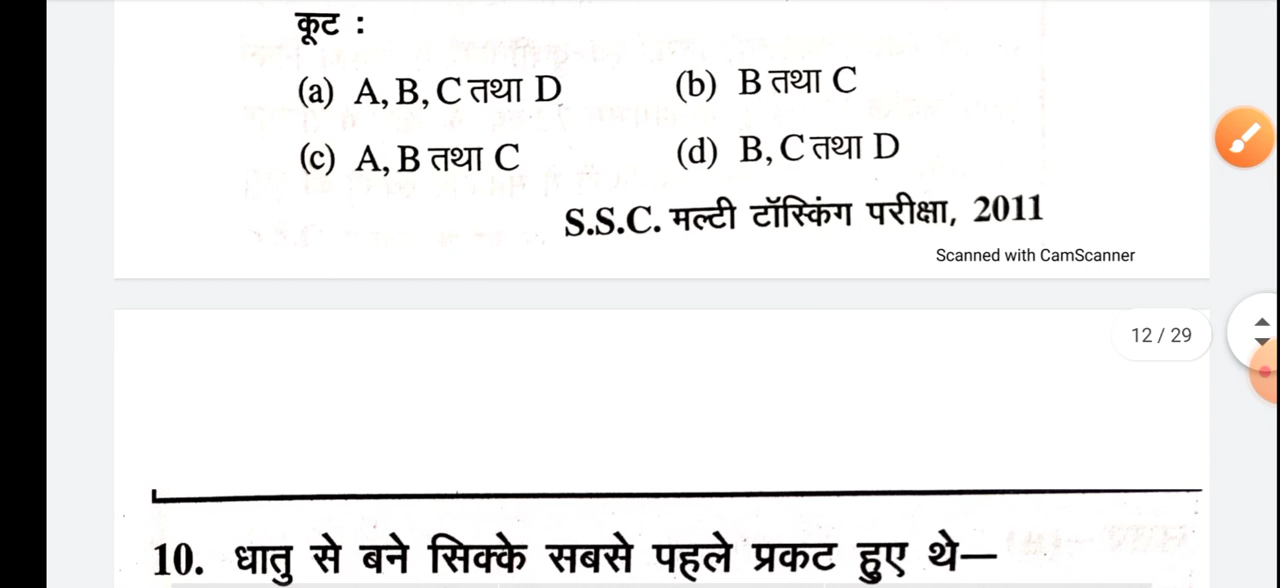 कूट :
(a) A, B, C तथा D (b) B तथा C
(c) A, B तथा C (d) B, C तथा D
S.S.C. मल्टी टॉस्किंग परीक्षा, 2011
Scanned with CamScanner
12 / 29
10. धातु से बने सिक्के सबसे पहले प्रकट हुए थे—